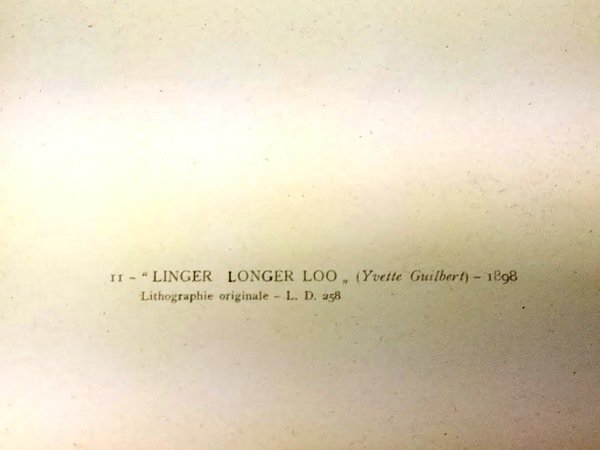 11 - “ LINGER LONGER LOO „ (Yvette Guilbert) - 1898
Lithographie originale - L. D. 258